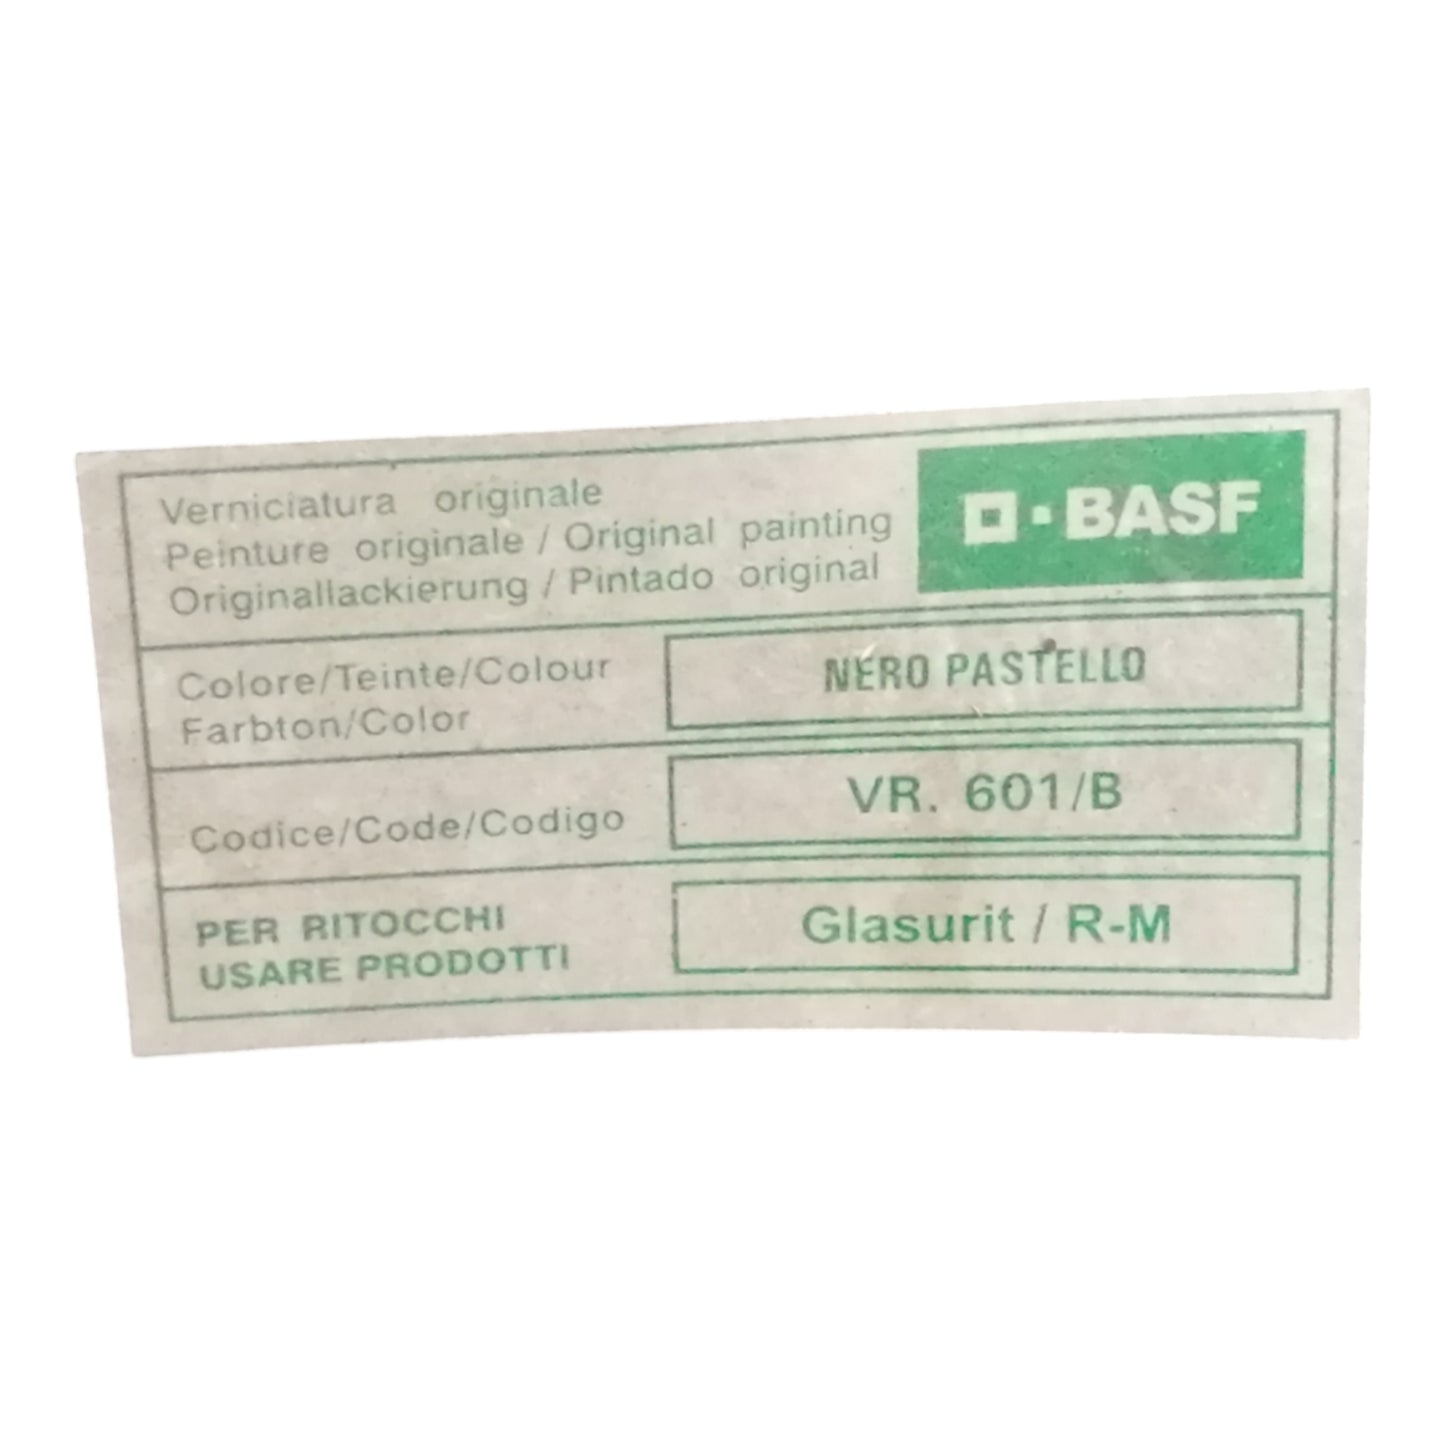 Verniciatura originale
Peinture originale / Original painting
Originallackierung / Pintado original
BASF
Colore/Teinte/Colour
Farbton/Color
NERO PASTELLO
Codice/Code/Codigo
VR. 601/B
PER RITOCCHI
USARE PRODOTTI
Glasurit / R-M